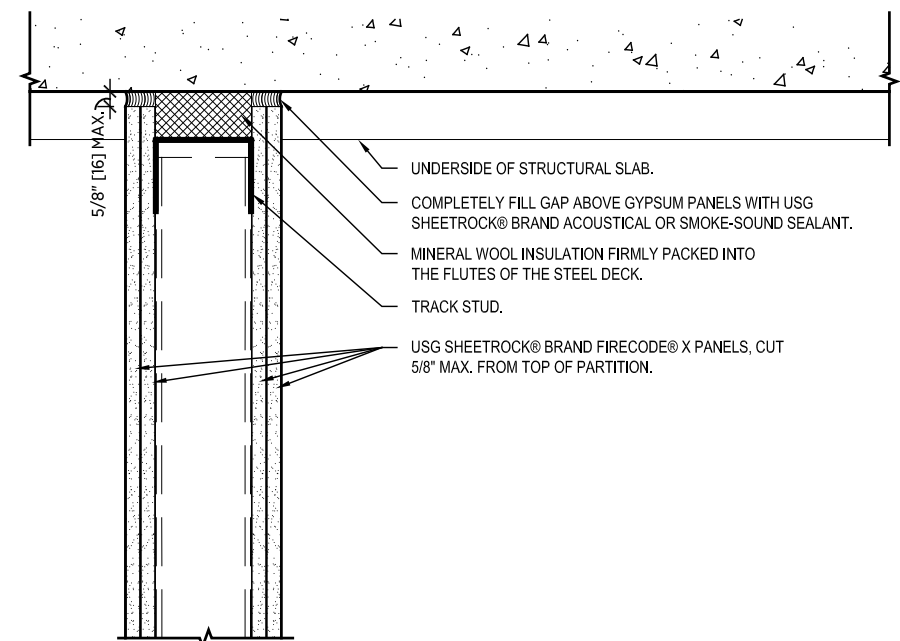 5/8" [16] MAX.
UNDERSIDE OF STRUCTURAL SLAB.
COMPLETELY FILL GAP ABOVE GYPSUM PANELS WITH USG
SHEETROCK® BRAND ACOUSTICAL OR SMOKE-SOUND SEALANT.
MINERAL WOOL INSULATION FIRMLY PACKED INTO
THE FLUTES OF THE STEEL DECK.
TRACK STUD.
USG SHEETROCK® BRAND FIRECODE® X PANELS, CUT
5/8" MAX. FROM TOP OF PARTITION.